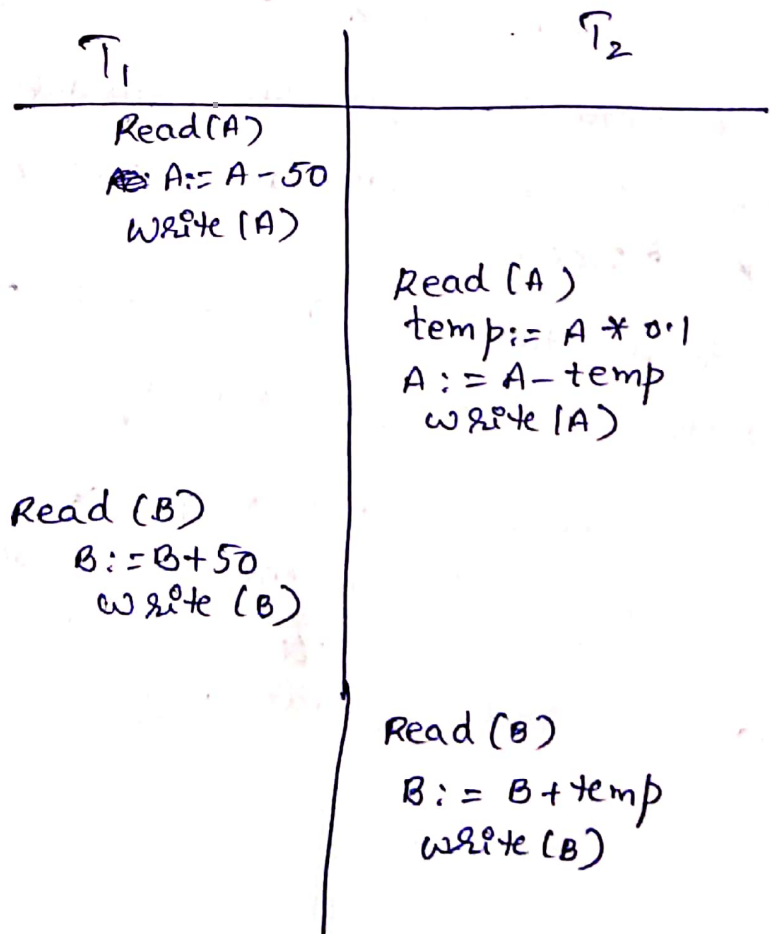 T1
T2
Read(A)
A:= A-50
Write (A)
Read (A)
temp:= A * 0.1
A:= A-temp
write (A)
Read (B)
B:=B+50
write (B)
Read (B)
B:= B+temp
write (B)